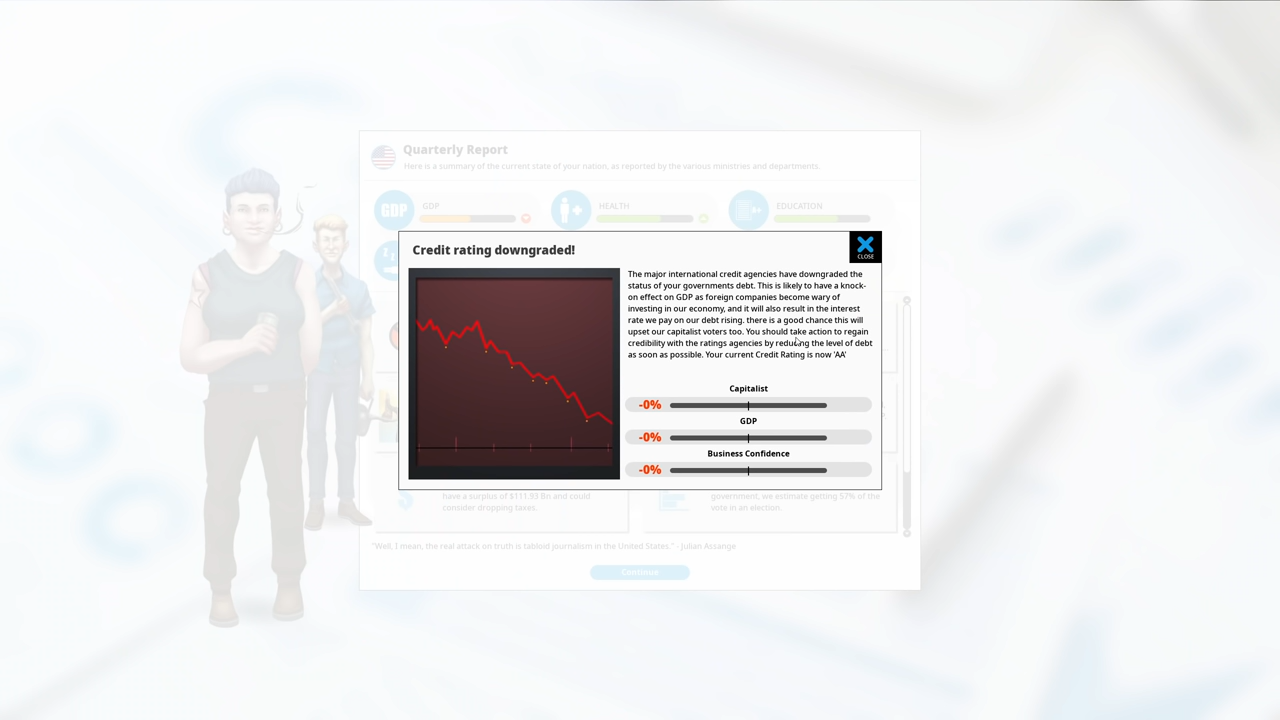 Quarterly Report
Here is a summary of the current state of your nation, as reported by the various ministries and departments.
GDP
GDP
HEALTH
EDUCATION
Credit rating downgraded!
CLOSE
The major international credit agencies have downgraded the
status of your governments debt. This is likely to have a knock-
on effect on GDP as foreign companies become wary of
investing in our economy, and it will also result in the interest
rate we pay on our debt rising. there is a good chance this will
upset our capitalist voters too. You should take action to regain
credibility with the ratings agencies by reducing the level of debt
as soon as possible. Your current Credit Rating is now 'AA'
Capitalist
-0%
GDP
-0%
Business Confidence
-0%
have a surplus of $111.93 Bn and could
consider dropping taxes.
government, we estimate getting 57% of the
vote in an election.
"Well, I mean, the real attack on truth is tabloid journalism in the United States." - Julian Assange
Continue